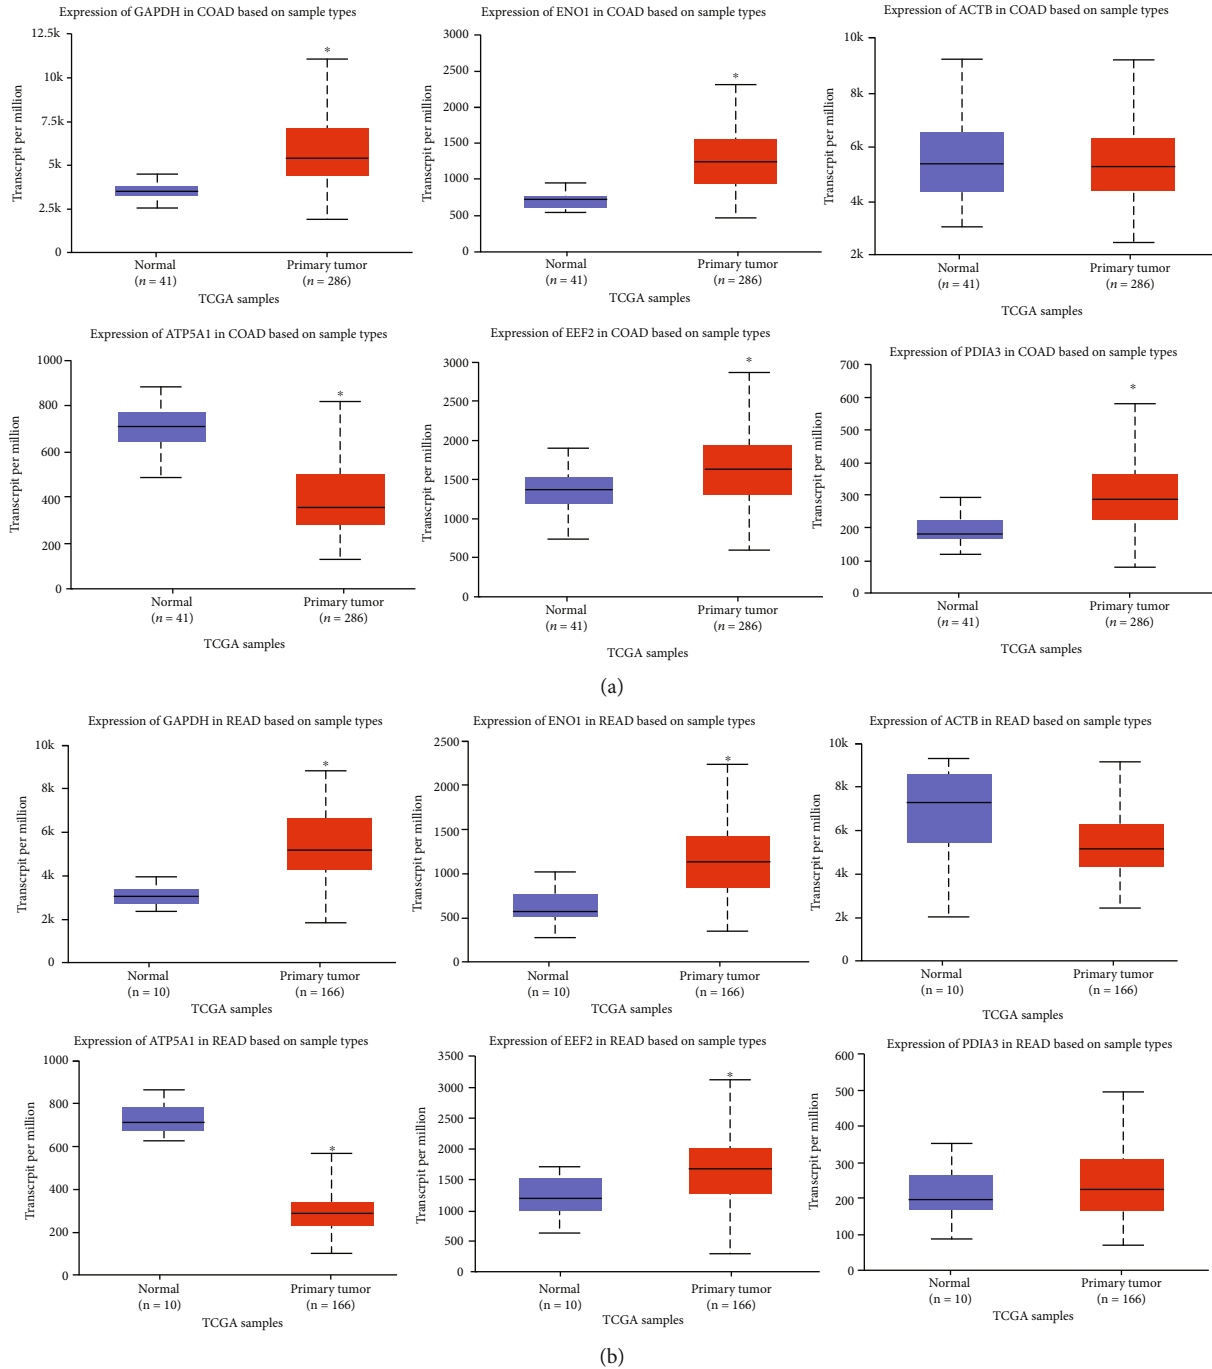 Expression of GAPDH in COAD based on sample types
12.5k
10k
7.5k
5k
2.5k
0
Transcrpit per million
*
Normal
(n = 41)
Primary tumor
(n = 286)
TCGA samples
Expression of ENO1 in COAD based on sample types
3000
2500
2000
1500
1000
500
0
Transcrpit per million
*
Normal
(n = 41)
Primary tumor
(n = 286)
TCGA samples
Expression of ACTB in COAD based on sample types
10k
8k
6k
4k
2k
Transcrpit per million
Normal
(n = 41)
Primary tumor
(n = 286)
TCGA samples
Expression of ATP5A1 in COAD based on sample types
1000
800
600
400
200
0
Transcrpit per million
*
Normal
(n = 41)
Primary tumor
(n = 286)
TCGA samples
Expression of EEF2 in COAD based on sample types
3000
2500
2000
1500
1000
500
0
Transcrpit per million
*
Normal
(n = 41)
Primary tumor
(n = 286)
TCGA samples
Expression of PDIA3 in COAD based on sample types
700
600
500
400
300
200
100
0
Transcrpit per million
*
Normal
(n = 41)
Primary tumor
(n = 286)
TCGA samples
(a)
Expression of GAPDH in READ based on sample types
10k
8k
6k
4k
2k
0
Transcrpit per million
*
Normal
(n = 10)
Primary tumor
(n = 166)
TCGA samples
Expression of ENO1 in READ based on sample types
2500
2000
1500
1000
500
0
Transcrpit per million
*
Normal
(n = 10)
Primary tumor
(n = 166)
TCGA samples
Expression of ACTB in READ based on sample types
10k
8k
6k
4k
2k
0
Transcrpit per million
Normal
(n = 10)
Primary tumor
(n = 166)
TCGA samples
Expression of ATP5A1 in READ based on sample types
1000
800
600
400
200
0
Transcrpit per million
*
Normal
(n = 10)
Primary tumor
(n = 166)
TCGA samples
Expression of EEF2 in READ based on sample types
3500
3000
2500
2000
1500
1000
500
0
Transcrpit per million
*
Normal
(n = 10)
Primary tumor
(n = 166)
TCGA samples
Expression of PDIA3 in READ based on sample types
600
500
400
300
200
100
0
Transcrpit per million
Normal
(n = 10)
Primary tumor
(n = 166)
TCGA samples
(b)